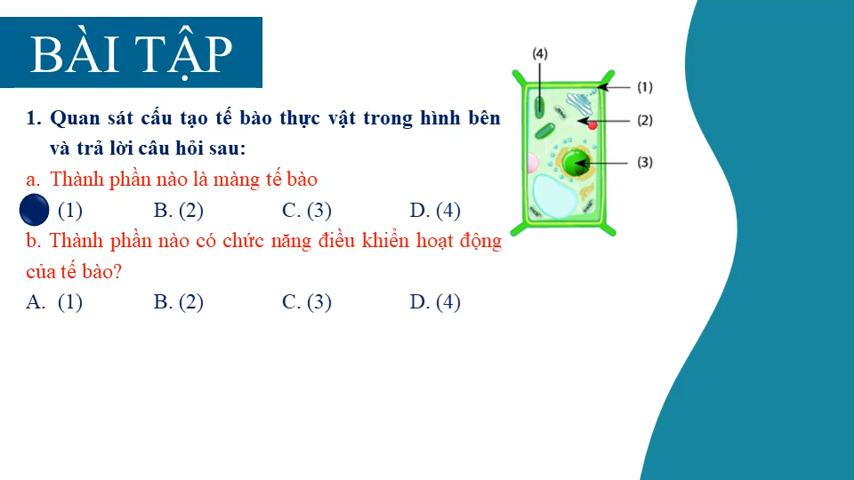 BÀI TẬP
(4)
(1)
(2)
(3)
1. Quan sát cấu tạo tế bào thực vật trong hình bên
và trả lời câu hỏi sau:
a. Thành phần nào là màng tế bào
(1) B. (2) C. (3) D. (4)
b. Thành phần nào có chức năng điều khiển hoạt động
của tế bào?
A. (1) B. (2) C. (3) D. (4)